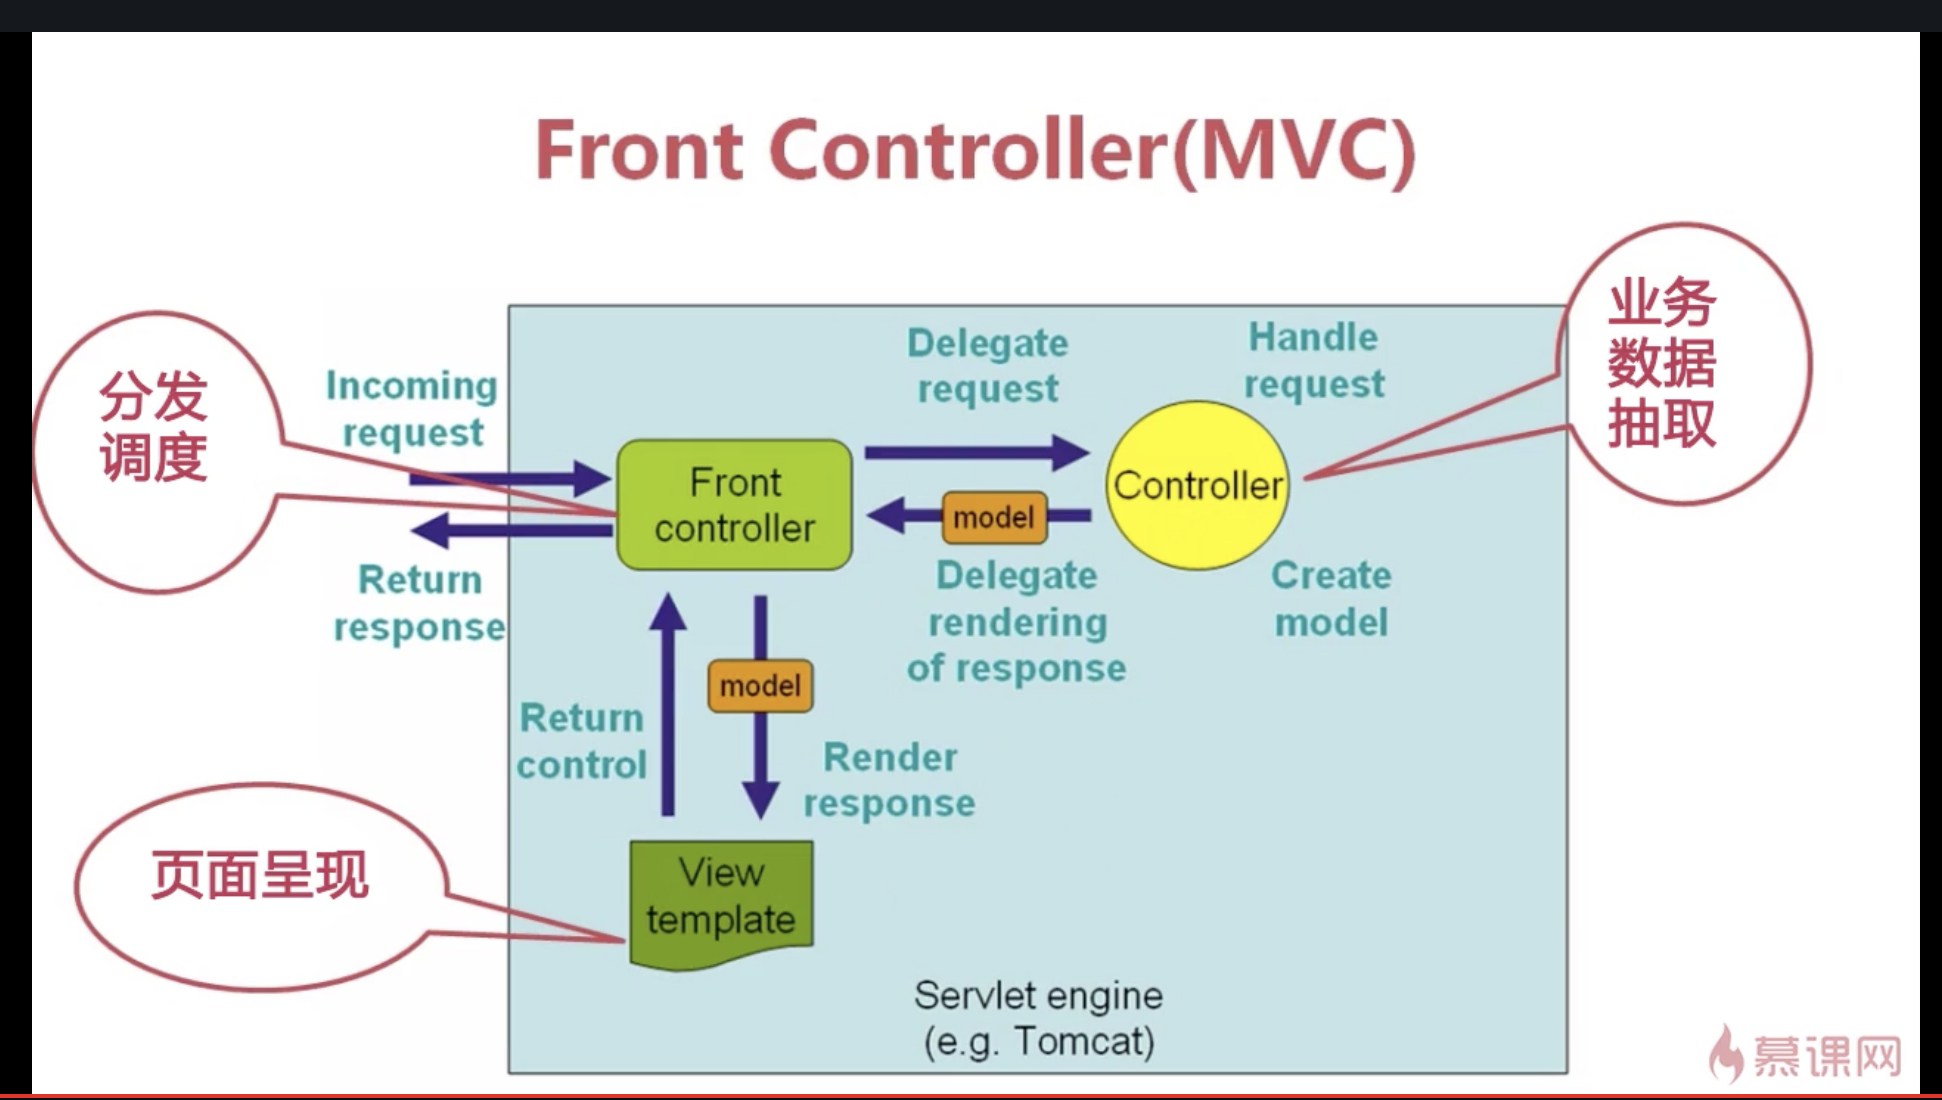 Front Controller(MVC)
分发
调度
Incoming
request
Return
response
Front
controller
Delegate
request
Handle
request
业务
数据
抽取
Controller
model
Delegate
rendering
of response
Create
model
Return
control
model
Render
response
页面呈现
View
template
Servlet engine
(e.g. Tomcat)
慕课网